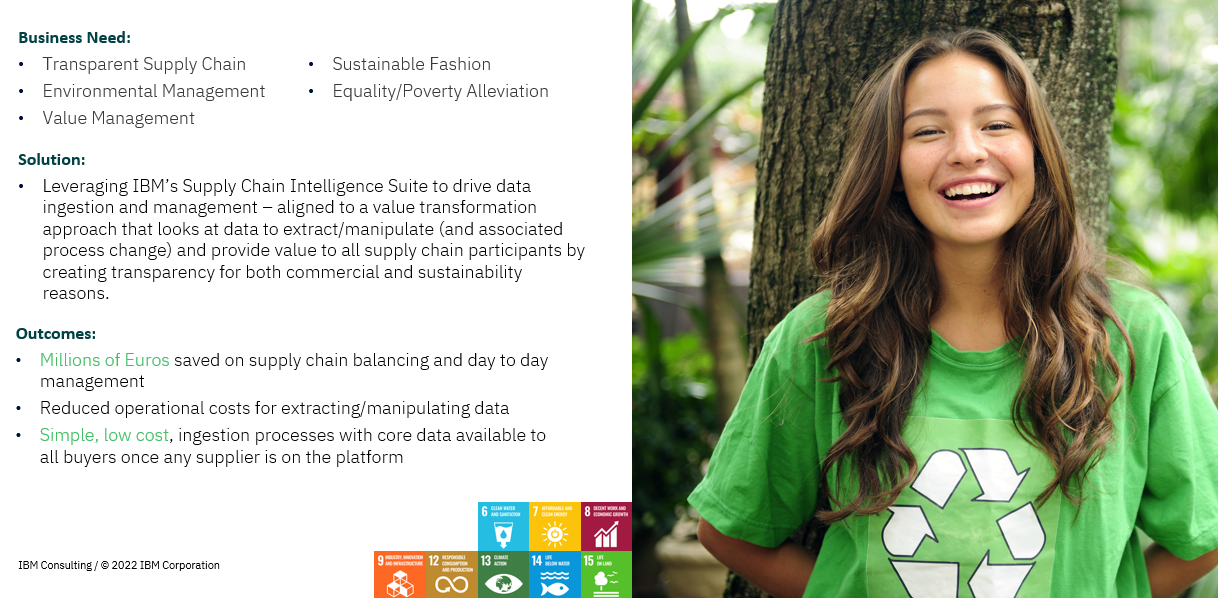 Business Need:
• Transparent Supply Chain
• Environmental Management
• Value Management
• Sustainable Fashion
• Equality/Poverty Alleviation
Solution:
• Leveraging IBM’s Supply Chain Intelligence Suite to drive data
ingestion and management – aligned to a value transformation
approach that looks at data to extract/manipulate (and associated
process change) and provide value to all supply chain participants by
creating transparency for both commercial and sustainability
reasons.
Outcomes:
• Millions of Euros saved on supply chain balancing and day to day
management
• Reduced operational costs for extracting/manipulating data
• Simple, low cost, ingestion processes with core data available to
all buyers once any supplier is on the platform
6 CLEAN WATER
AND SANITATION
7 AFFORDABLE AND
CLEAN ENERGY
8 DECENT WORK AND
ECONOMIC GROWTH
9 INDUSTRY, INNOVATION
AND INFRASTRUCTURE
12 RESPONSIBLE
CONSUMPTION
AND PRODUCTION
13 CLIMATE
ACTION
14 LIFE
BELOW WATER
15 LIFE
ON LAND
IBM Consulting / © 2022 IBM Corporation